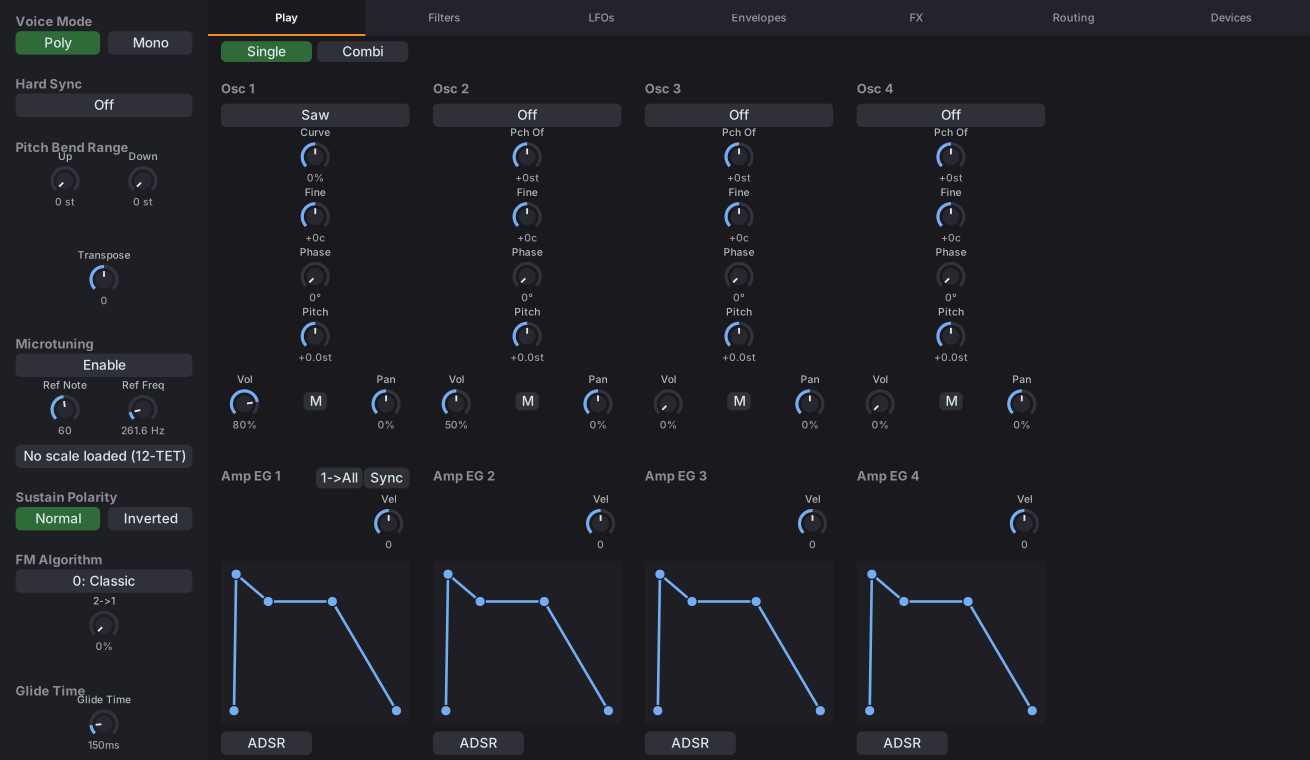 Voice Mode
Poly Mono
Hard Sync
Off
Pitch Bend Range
Up Down
0 st 0 st
Transpose
0
Microtuning
Enable
Ref Note Ref Freq
60 261.6 Hz
No scale loaded (12-TET)
Sustain Polarity
Normal Inverted
FM Algorithm
0: Classic
2->1
0%
Glide Time
Glide Time
150ms
Play Filters LFOs Envelopes FX Routing Devices
Single Combi
Osc 1 Osc 2 Osc 3 Osc 4
Saw Off Off Off
Curve Pch Of Pch Of Pch Of
0% +0st +0st +0st
Fine Fine Fine Fine
+0c +0c +0c +0c
Phase Phase Phase Phase
0° 0° 0° 0°
Pitch Pitch Pitch Pitch
+0.0st +0.0st +0.0st +0.0st
Vol M Pan Vol M Pan Vol M Pan Vol M Pan
80% 0% 50% 0% 0% 0% 0% 0%
Amp EG 1 1->All Sync Amp EG 2 Amp EG 3 Amp EG 4
Vel Vel Vel Vel
0 0 0 0
ADSR ADSR ADSR ADSR